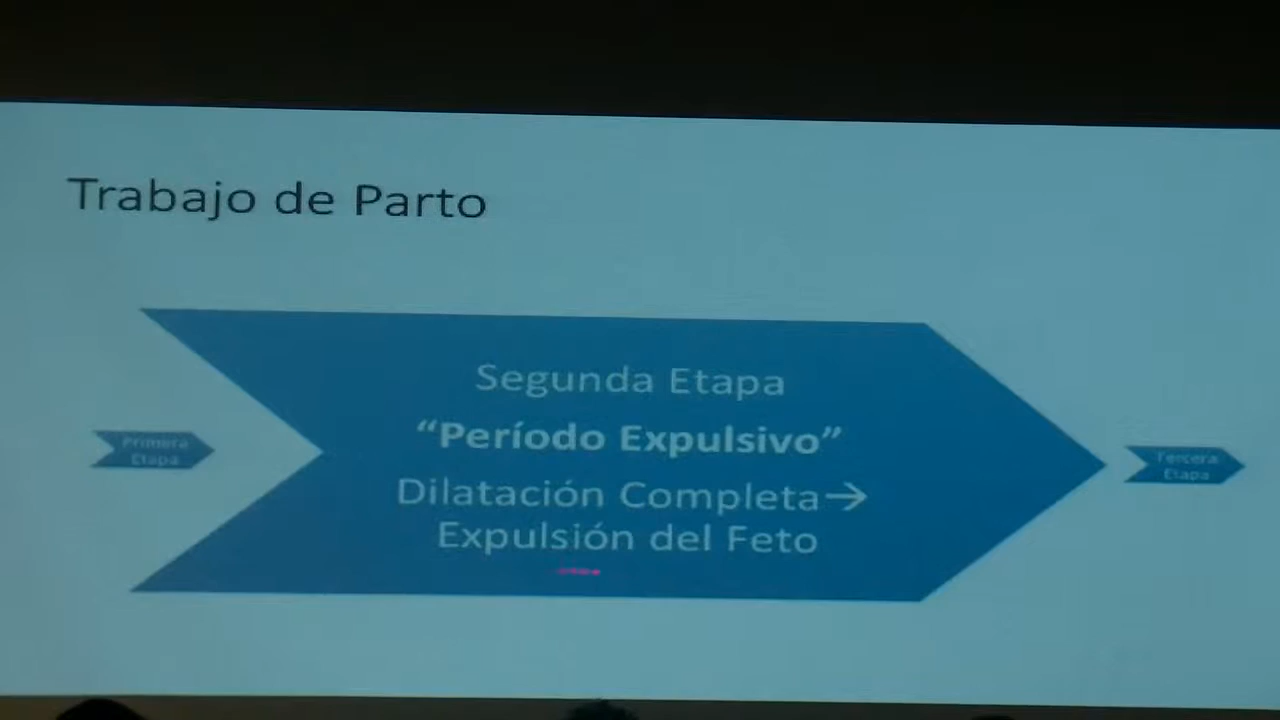 Trabajo de Parto
Primera
Etapa
Segunda Etapa
“Período Expulsivo”
Dilatación Completa→
Expulsión del Feto
Tercera
Etapa